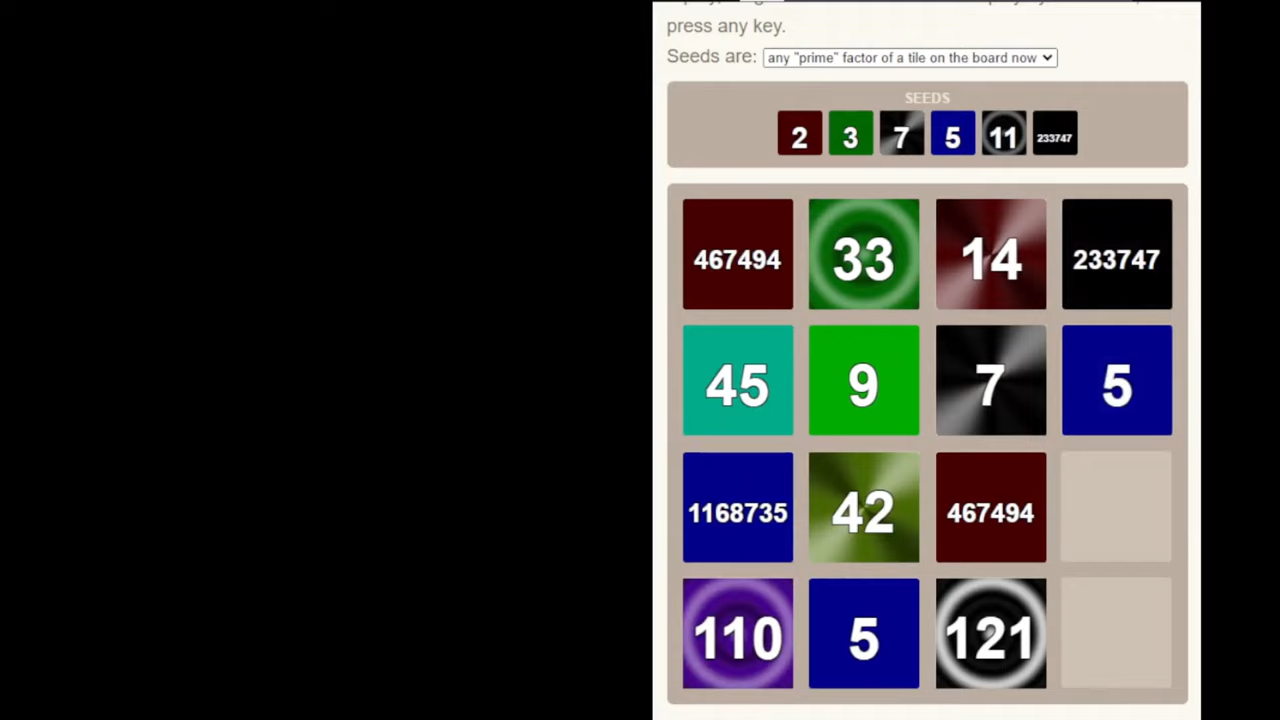 press any key.
Seeds are: any "prime" factor of a tile on the board now
SEEDS
2 3 7 5 11 233747
467494 33 14 233747
45 9 7 5
1168735 42 467494
110 5 121